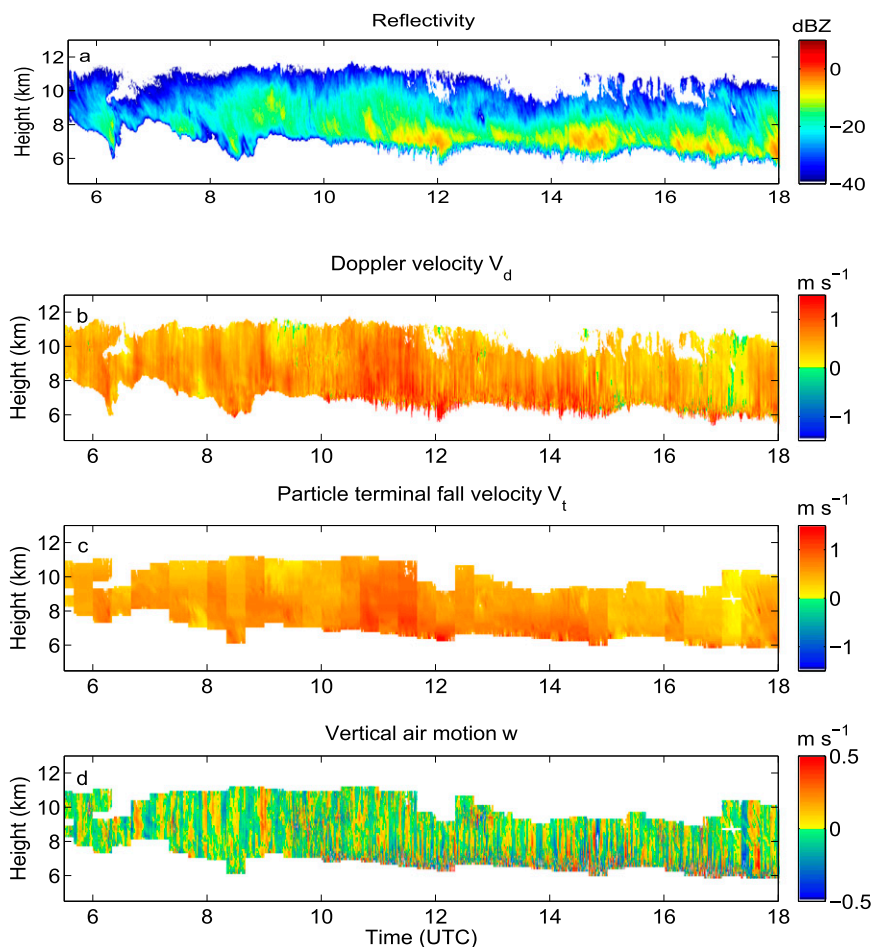 Reflectivity
dBZ
a
Height (km)
12
10
8
6
6 8 10 12 14 16 18
0
−20
−40
Doppler velocity V_d
m s⁻¹
b
Height (km)
12
10
8
6
6 8 10 12 14 16 18
1
0
−1
Particle terminal fall velocity V_t
m s⁻¹
c
Height (km)
12
10
8
6
6 8 10 12 14 16 18
1
0
−1
Vertical air motion w
m s⁻¹
d
Height (km)
12
10
8
6
6 8 10 12 14 16 18
Time (UTC)
0.5
0
−0.5